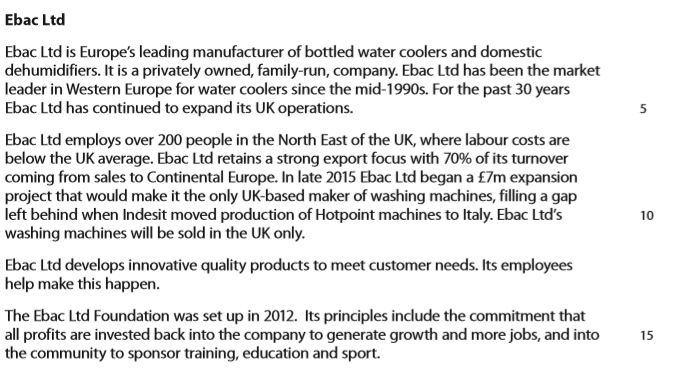 Ebac Ltd
Ebac Ltd is Europe's leading manufacturer of bottled water coolers and domestic
dehumidifiers. It is a privately owned, family-run, company. Ebac Ltd has been the market
leader in Western Europe for water coolers since the mid-1990s. For the past 30 years
Ebac Ltd has continued to expand its UK operations. 5
Ebac Ltd employs over 200 people in the North East of the UK, where labour costs are
below the UK average. Ebac Ltd retains a strong export focus with 70% of its turnover
coming from sales to Continental Europe. In late 2015 Ebac Ltd began a £7m expansion
project that would make it the only UK-based maker of washing machines, filling a gap
left behind when Indesit moved production of Hotpoint machines to Italy. Ebac Ltd's 10
washing machines will be sold in the UK only.
Ebac Ltd develops innovative quality products to meet customer needs. Its employees
help make this happen.
The Ebac Ltd Foundation was set up in 2012. Its principles include the commitment that
all profits are invested back into the company to generate growth and more jobs, and into 15
the community to sponsor training, education and sport.